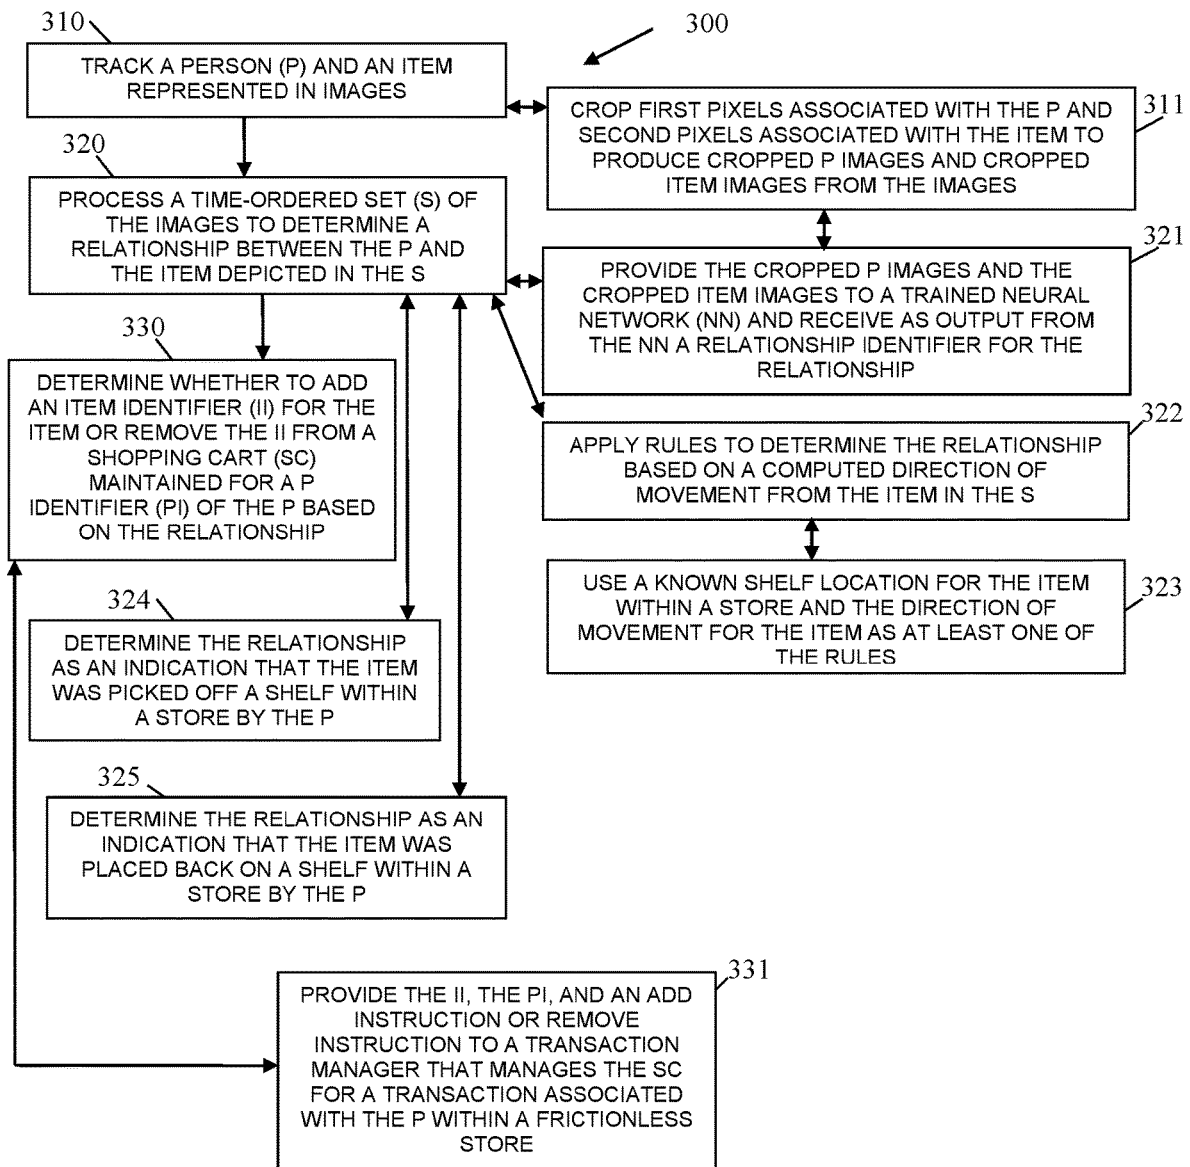 310
300
TRACK A PERSON (P) AND AN ITEM
REPRESENTED IN IMAGES
311
CROP FIRST PIXELS ASSOCIATED WITH THE P AND
SECOND PIXELS ASSOCIATED WITH THE ITEM TO
PRODUCE CROPPED P IMAGES AND CROPPED
ITEM IMAGES FROM THE IMAGES
320
PROCESS A TIME-ORDERED SET (S) OF
THE IMAGES TO DETERMINE A
RELATIONSHIP BETWEEN THE P AND
THE ITEM DEPICTED IN THE S
321
PROVIDE THE CROPPED P IMAGES AND THE
CROPPED ITEM IMAGES TO A TRAINED NEURAL
NETWORK (NN) AND RECEIVE AS OUTPUT FROM
THE NN A RELATIONSHIP IDENTIFIER FOR THE
RELATIONSHIP
330
DETERMINE WHETHER TO ADD
AN ITEM IDENTIFIER (II) FOR THE
ITEM OR REMOVE THE II FROM A
SHOPPING CART (SC)
MAINTAINED FOR A P
IDENTIFIER (PI) OF THE P BASED
ON THE RELATIONSHIP
322
APPLY RULES TO DETERMINE THE RELATIONSHIP
BASED ON A COMPUTED DIRECTION OF
MOVEMENT FROM THE ITEM IN THE S
323
USE A KNOWN SHELF LOCATION FOR THE ITEM
WITHIN A STORE AND THE DIRECTION OF
MOVEMENT FOR THE ITEM AS AT LEAST ONE OF
THE RULES
324
DETERMINE THE RELATIONSHIP
AS AN INDICATION THAT THE ITEM
WAS PICKED OFF A SHELF WITHIN
A STORE BY THE P
325
DETERMINE THE RELATIONSHIP AS AN
INDICATION THAT THE ITEM WAS
PLACED BACK ON A SHELF WITHIN A
STORE BY THE P
331
PROVIDE THE II, THE PI, AND AN ADD
INSTRUCTION OR REMOVE
INSTRUCTION TO A TRANSACTION
MANAGER THAT MANAGES THE SC
FOR A TRANSACTION ASSOCIATED
WITH THE P WITHIN A FRICTIONLESS
STORE